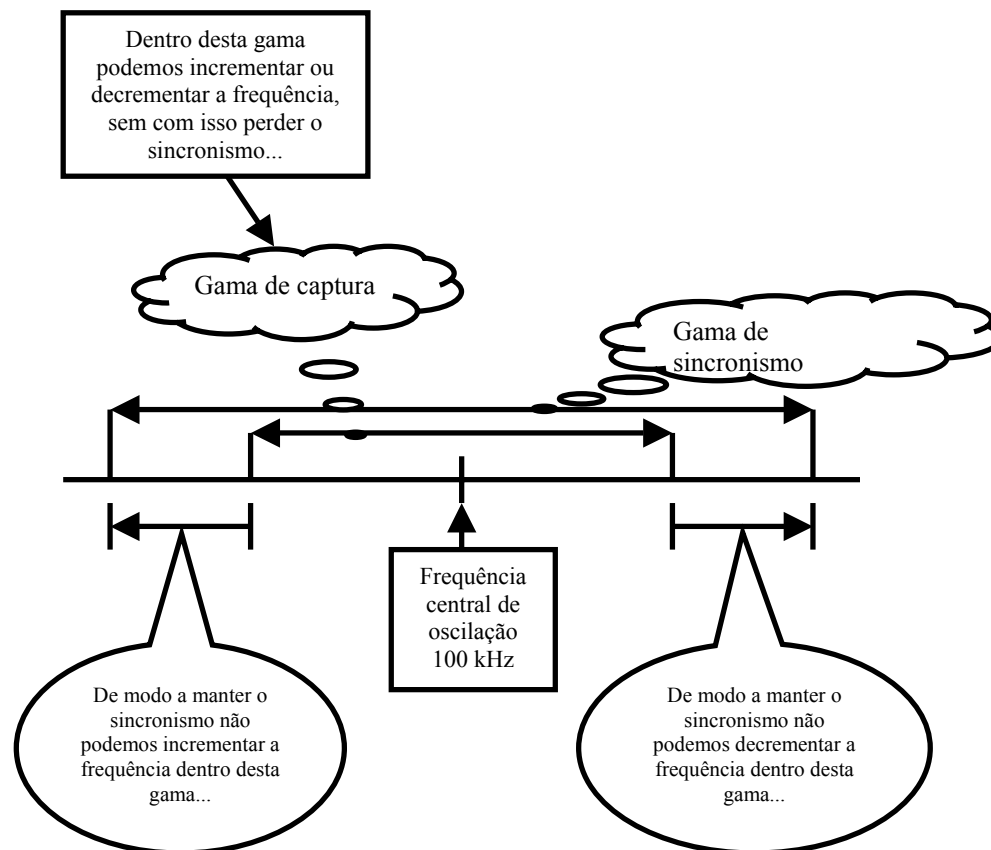 Dentro desta gama
podemos incrementar ou
decrementar a frequência,
sem com isso perder o
sincronismo...
Gama de captura
Gama de
sincronismo
Frequência
central de
oscilação
100 kHz
De modo a manter o
sincronismo não
podemos incrementar a
frequência dentro desta
gama...
De modo a manter o
sincronismo não
podemos decrementar a
frequência dentro desta
gama...